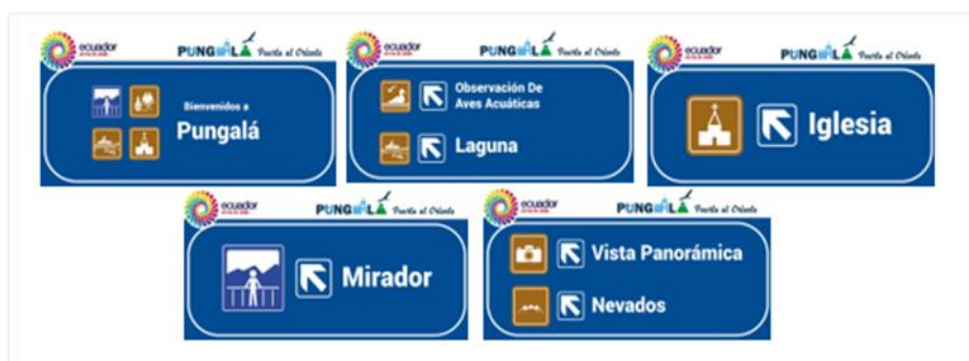 ecuador
PUNGALÁ Puerta al Oriente
Bienvenidos a
Pungalá
ecuador
PUNGALÁ Puerta al Oriente
Observación De
Aves Acuáticas
Laguna
ecuador
PUNGALÁ Puerta al Oriente
Iglesia
ecuador
PUNGALÁ Puerta al Oriente
Mirador
ecuador
PUNGALÁ Puerta al Oriente
Vista Panorámica
Nevados